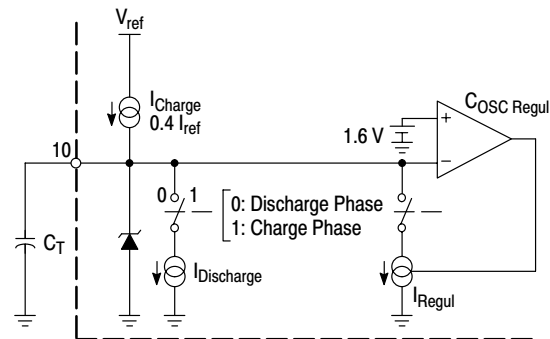 Vref
ICharge
0.4 Iref
COSC Regul
1.6 V
+
−
10
0 1
0: Discharge Phase
1: Charge Phase
CT
IDischarge
IRegul